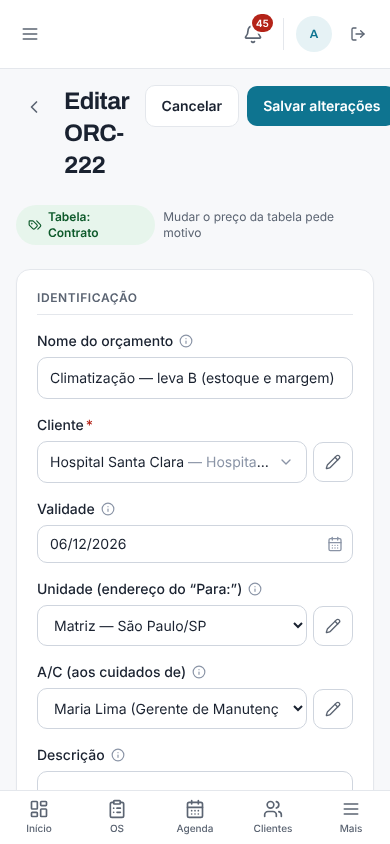 45
A
Editar
ORC-
222
Cancelar
Salvar alterações
Tabela:
Contrato
Mudar o preço da tabela pede
motivo
IDENTIFICAÇÃO
Nome do orçamento
Climatização — leva B (estoque e margem)
Cliente*
Hospital Santa Clara — Hospita...
Validade
06/12/2026
Unidade (endereço do “Para:”)
Matriz — São Paulo/SP
A/C (aos cuidados de)
Maria Lima (Gerente de Manutenç
Descrição
Início
OS
Agenda
Clientes
Mais